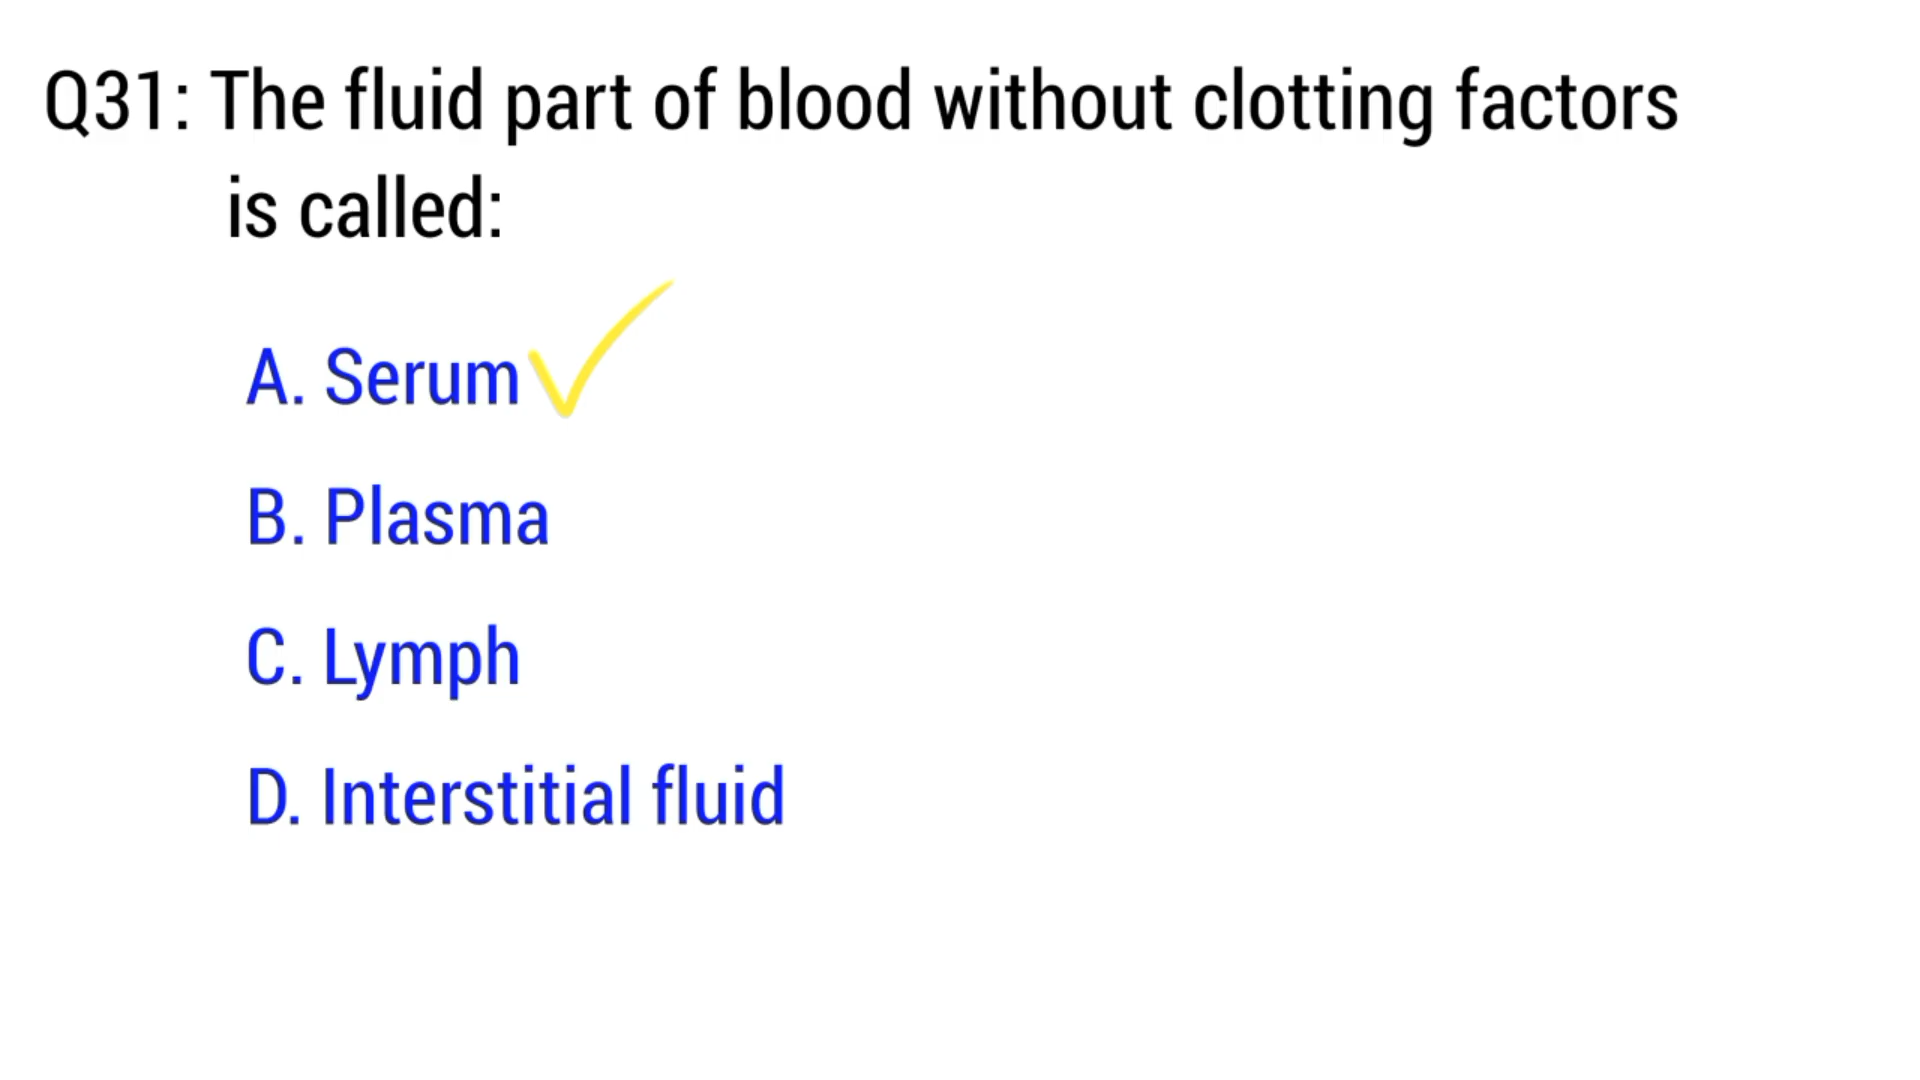 Q31: The fluid part of blood without clotting factors
is called:
A. Serum
B. Plasma
C. Lymph
D. Interstitial fluid